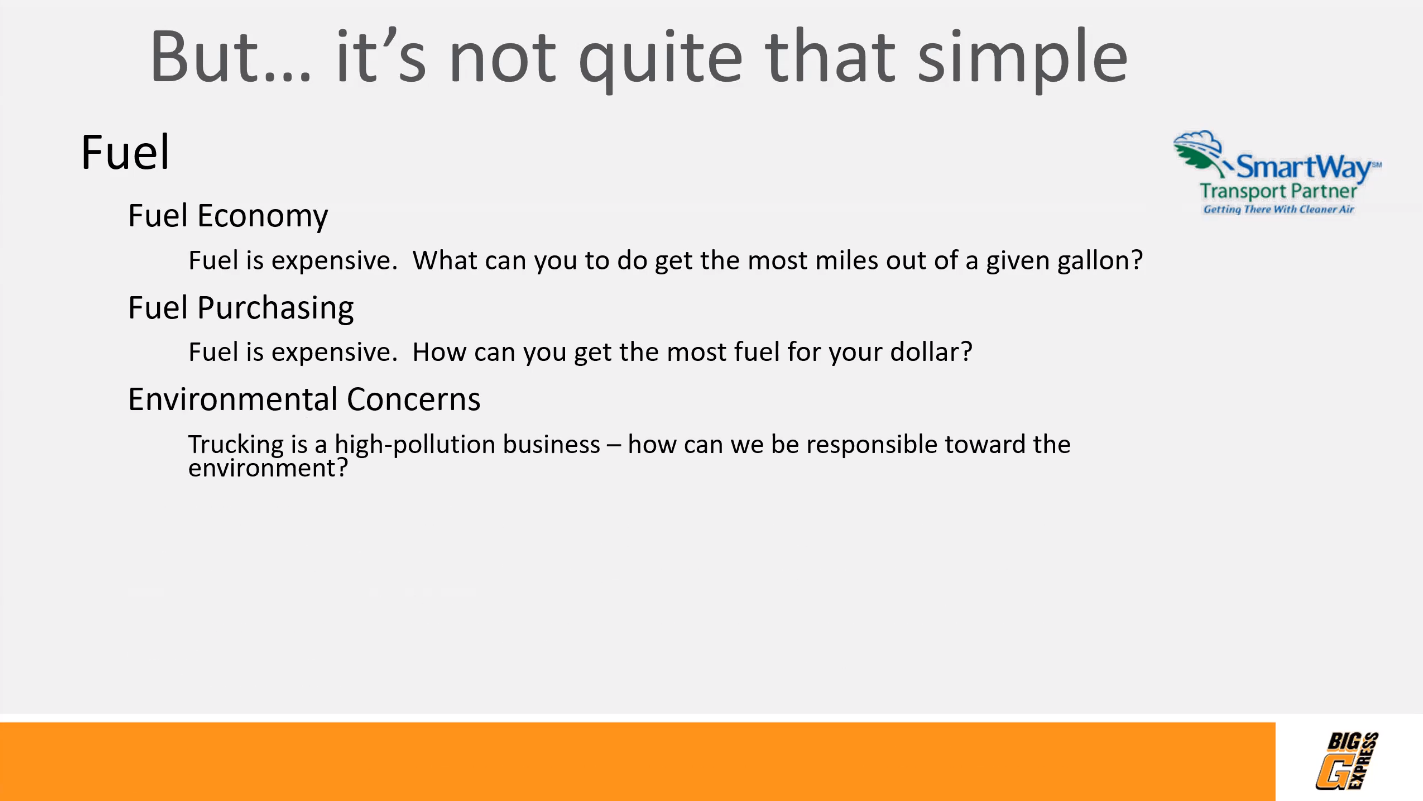 But… it’s not quite that simple
Fuel
SmartWay℠
Transport Partner
Getting There With Cleaner Air
Fuel Economy
Fuel is expensive.  What can you to do get the most miles out of a given gallon?
Fuel Purchasing
Fuel is expensive.  How can you get the most fuel for your dollar?
Environmental Concerns
Trucking is a high-pollution business – how can we be responsible toward the
environment?
BIG G EXPRESS